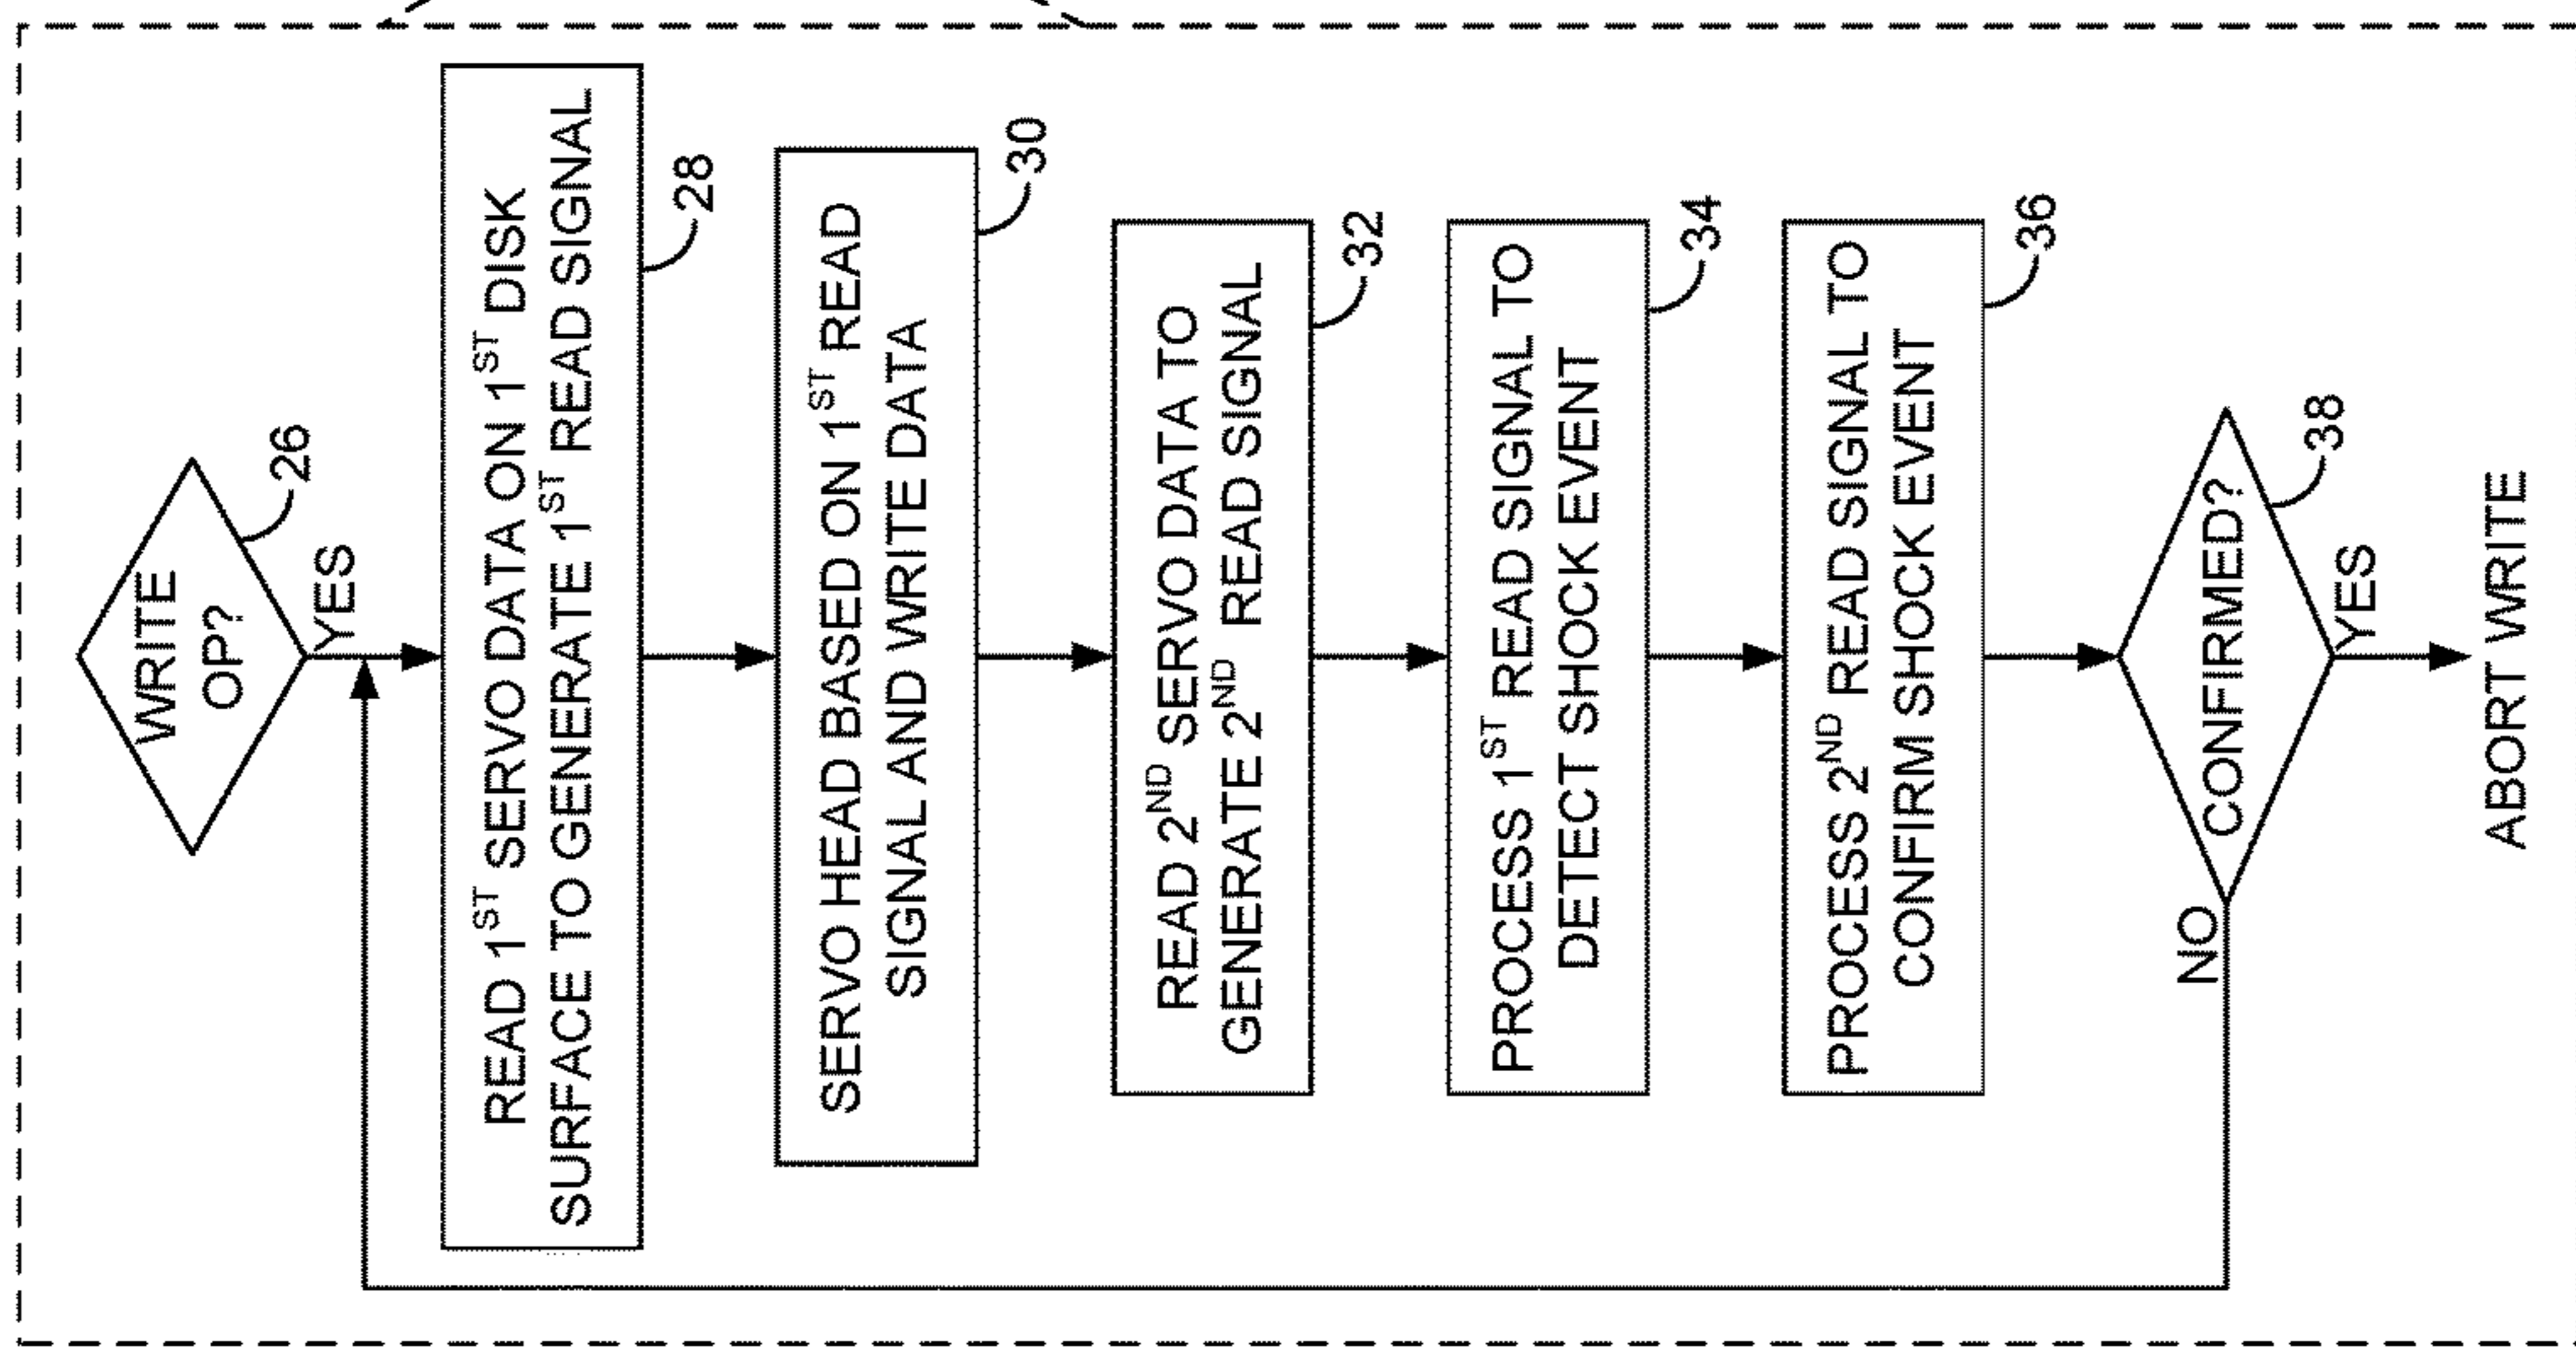 WRITE
OP?
26
YES
READ 1ST SERVO DATA ON 1ST DISK
SURFACE TO GENERATE 1ST READ SIGNAL
28
SERVO HEAD BASED ON 1ST READ
SIGNAL AND WRITE DATA
30
READ 2ND SERVO DATA TO
GENERATE 2ND READ SIGNAL
32
PROCESS 1ST READ SIGNAL TO
DETECT SHOCK EVENT
34
PROCESS 2ND READ SIGNAL TO
CONFIRM SHOCK EVENT
36
CONFIRMED?
38
NO
YES
ABORT WRITE